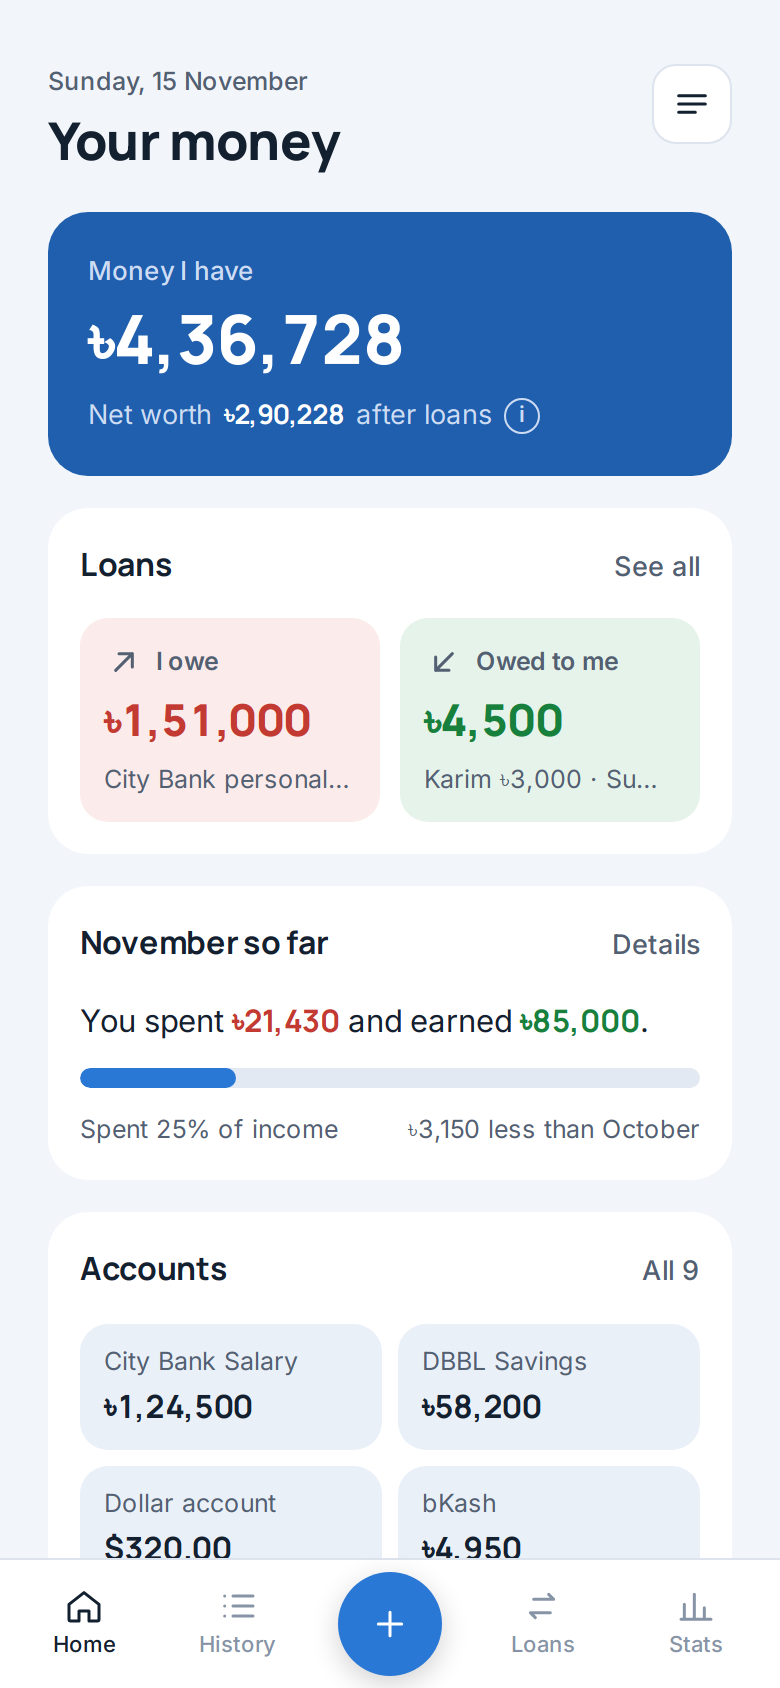 Sunday, 15 November
Your money
Money I have
৳4,36,728
Net worth ৳2,90,228 after loans i
Loans
See all
I owe
৳1,51,000
City Bank personal...
Owed to me
৳4,500
Karim ৳3,000 · Su...
November so far
Details
You spent ৳21,430 and earned ৳85,000.
Spent 25% of income
৳3,150 less than October
Accounts
All 9
City Bank Salary
৳1,24,500
DBBL Savings
৳58,200
Dollar account
$320.00
bKash
৳4,950
Home
History
Loans
Stats